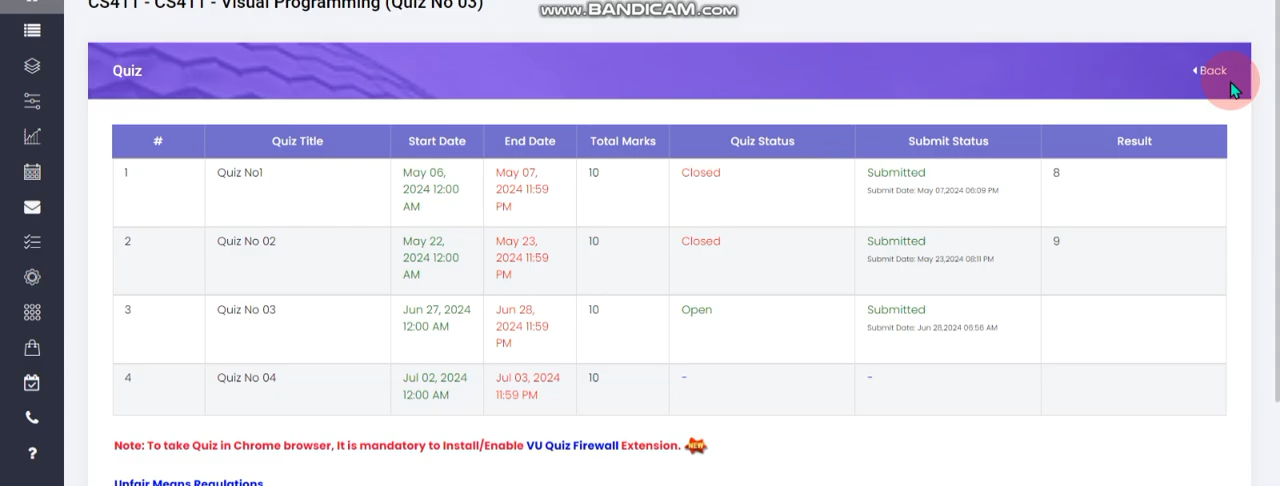 CS411 - CS411 - Visual Programming (Quiz No 03)
www.BANDICAM.com
Quiz
Back
# Quiz Title Start Date End Date Total Marks Quiz Status Submit Status Result
1 Quiz No1 May 06, 2024 12:00 AM May 07, 2024 11:59 PM 10 Closed Submitted Submit Date: May 07,2024 06:09 PM 8
2 Quiz No 02 May 22, 2024 12:00 AM May 23, 2024 11:59 PM 10 Closed Submitted Submit Date: May 23,2024 08:11 PM 9
3 Quiz No 03 Jun 27, 2024 12:00 AM Jun 28, 2024 11:59 PM 10 Open Submitted Submit Date: Jun 28,2024 06:56 AM
4 Quiz No 04 Jul 02, 2024 12:00 AM Jul 03, 2024 11:59 PM 10 - -
Note: To take Quiz in Chrome browser, It is mandatory to Install/Enable VU Quiz Firewall Extension. NEW
Unfair Means Regulations